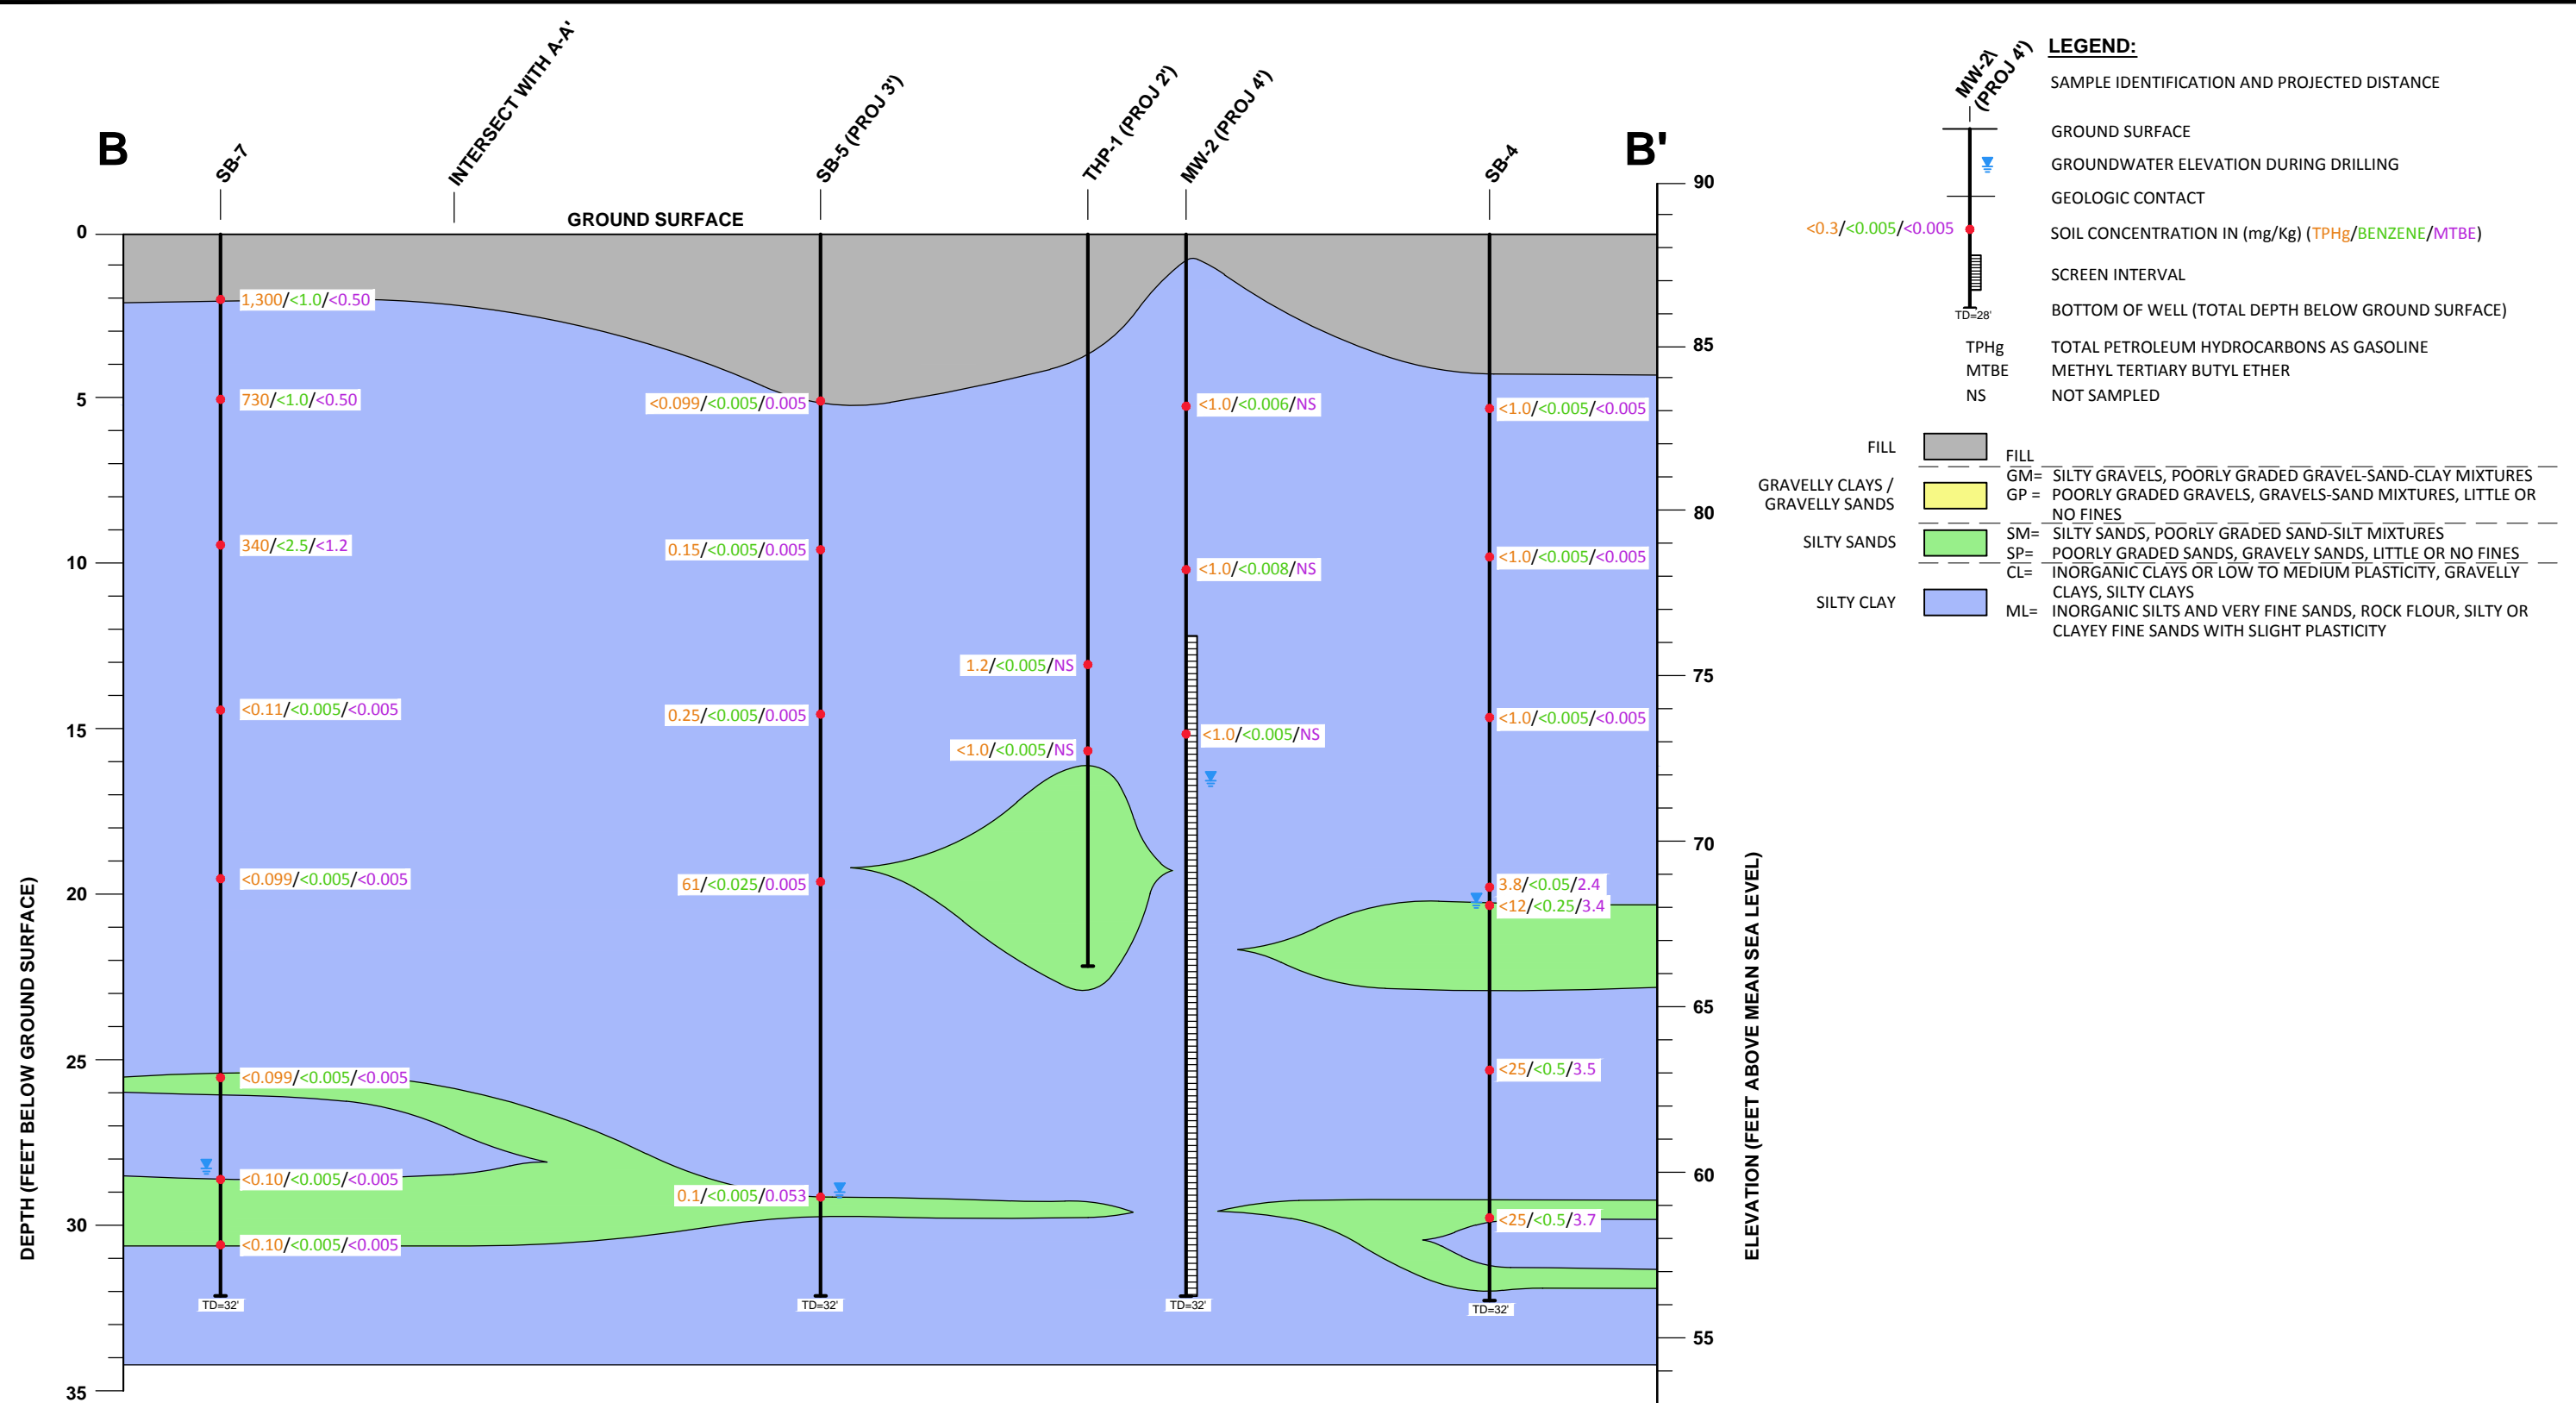 B
SB-7
INTERSECT WITH A-A'
SB-5 (PROJ 3')
THP-1 (PROJ 2')
MW-2 (PROJ 4')
SB-4
B'
GROUND SURFACE
DEPTH (FEET BELOW GROUND SURFACE)
0
5
10
15
20
25
30
35
1,300/<1.0/<0.50
730/<1.0/<0.50
340/<2.5/<1.2
<0.11/<0.005/<0.005
<0.099/<0.005/<0.005
<0.099/<0.005/<0.005
<0.10/<0.005/<0.005
<0.10/<0.005/<0.005
TD=32'
<0.099/<0.005/0.005
0.15/<0.005/0.005
0.25/<0.005/0.005
61/<0.025/0.005
0.1/<0.005/0.053
TD=32'
1.2/<0.005/NS
<1.0/<0.005/NS
<1.0/<0.006/NS
<1.0/<0.008/NS
<1.0/<0.005/NS
TD=32'
<1.0/<0.005/<0.005
<1.0/<0.005/<0.005
<1.0/<0.005/<0.005
3.8/<0.05/2.4
<12/<0.25/3.4
<25/<0.5/3.5
<25/<0.5/3.7
TD=32'
90
85
80
75
70
65
60
55
ELEVATION (FEET ABOVE MEAN SEA LEVEL)
LEGEND:
MW-2\
(PROJ 4')
SAMPLE IDENTIFICATION AND PROJECTED DISTANCE
GROUND SURFACE
GROUNDWATER ELEVATION DURING DRILLING
GEOLOGIC CONTACT
<0.3/<0.005/<0.005
SOIL CONCENTRATION IN (mg/Kg) (TPHg/BENZENE/MTBE)
SCREEN INTERVAL
BOTTOM OF WELL (TOTAL DEPTH BELOW GROUND SURFACE)
TD=28'
TPHg TOTAL PETROLEUM HYDROCARBONS AS GASOLINE
MTBE METHYL TERTIARY BUTYL ETHER
NS NOT SAMPLED
FILL
FILL
GRAVELLY CLAYS /
GRAVELLY SANDS
GM= SILTY GRAVELS, POORLY GRADED GRAVEL-SAND-CLAY MIXTURES
GP = POORLY GRADED GRAVELS, GRAVELS-SAND MIXTURES, LITTLE OR
NO FINES
SILTY SANDS
SM= SILTY SANDS, POORLY GRADED SAND-SILT MIXTURES
SP= POORLY GRADED SANDS, GRAVELY SANDS, LITTLE OR NO FINES
SILTY CLAY
CL= INORGANIC CLAYS OR LOW TO MEDIUM PLASTICITY, GRAVELLY
CLAYS, SILTY CLAYS
ML= INORGANIC SILTS AND VERY FINE SANDS, ROCK FLOUR, SILTY OR
CLAYEY FINE SANDS WITH SLIGHT PLASTICITY